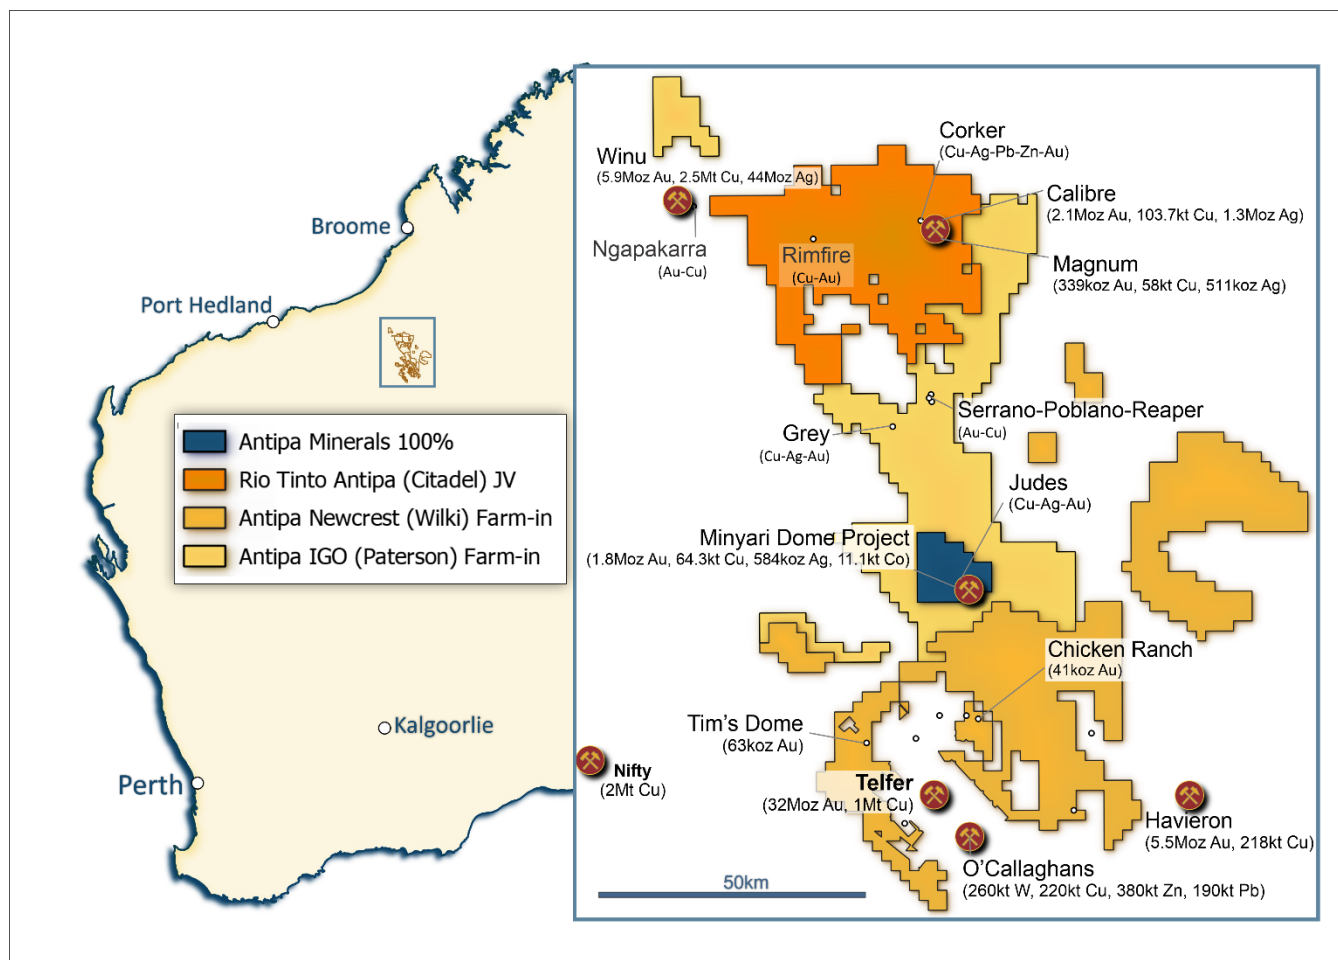 Broome
Port Hedland
Kalgoorlie
Perth
Antipa Minerals 100%
Rio Tinto Antipa (Citadel) JV
Antipa Newcrest (Wilki) Farm-in
Antipa IGO (Paterson) Farm-in
Winu
(5.9Moz Au, 2.5Mt Cu, 44Moz Ag)
Ngapakarra
(Au-Cu)
Corker
(Cu-Ag-Pb-Zn-Au)
Calibre
(2.1Moz Au, 103.7kt Cu, 1.3Moz Ag)
Rimfire
(Cu-Au)
Magnum
(339koz Au, 58kt Cu, 511koz Ag)
Serrano-Poblano-Reaper
(Au-Cu)
Grey
(Cu-Ag-Au)
Judes
(Cu-Ag-Au)
Minyari Dome Project
(1.8Moz Au, 64.3kt Cu, 584koz Ag, 11.1kt Co)
Chicken Ranch
(41koz Au)
Tim's Dome
(63koz Au)
Nifty
(2Mt Cu)
Telfer
(32Moz Au, 1Mt Cu)
Havieron
(5.5Moz Au, 218kt Cu)
O'Callaghans
(260kt W, 220kt Cu, 380kt Zn, 190kt Pb)
50km